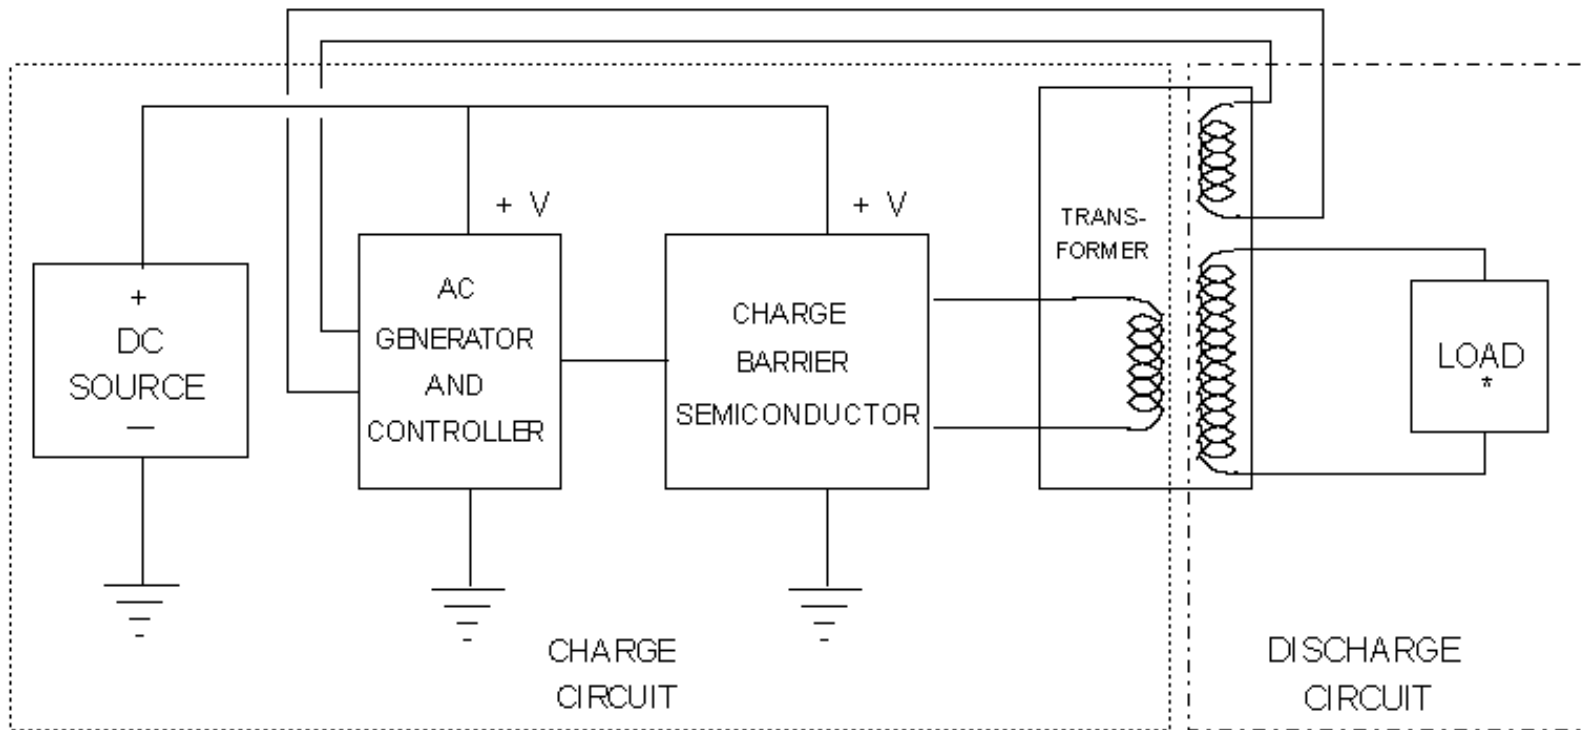 + V
+ V
TRANS-
FORMER
+
DC
SOURCE
—
AC
GENERATOR
AND
CONTROLLER
CHARGE
BARRIER
SEMICONDUCTOR
LOAD
*
CHARGE
CIRCUIT
DISCHARGE
CIRCUIT